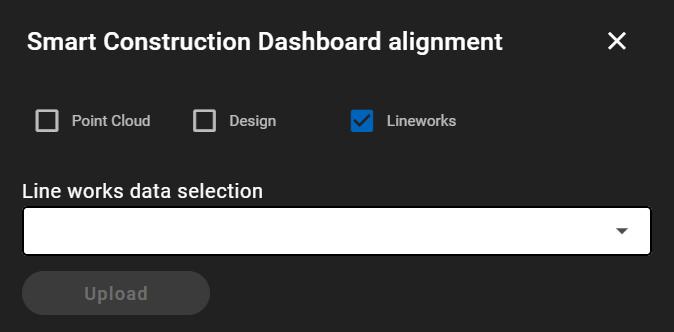 Smart Construction Dashboard alignment
Point Cloud Design Lineworks
Line works data selection
Upload